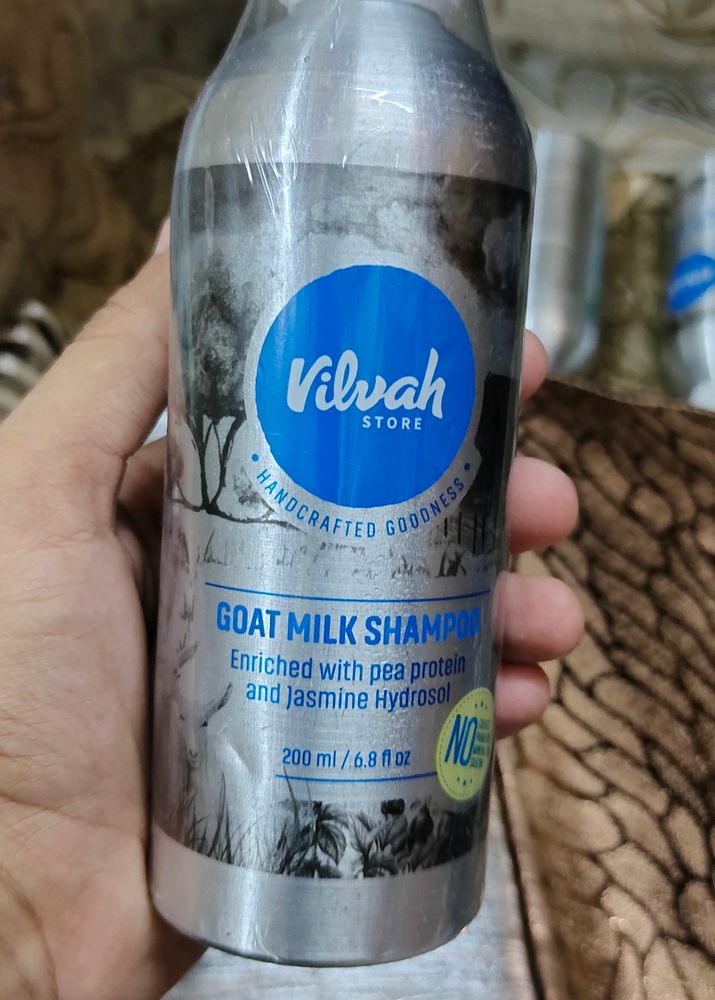 Vilvah
STORE
• HANDCRAFTED GOODNESS •
GOAT MILK SHAMPOO
Enriched with pea protein
and Jasmine Hydrosol
200 ml / 6.8 fl oz
NO